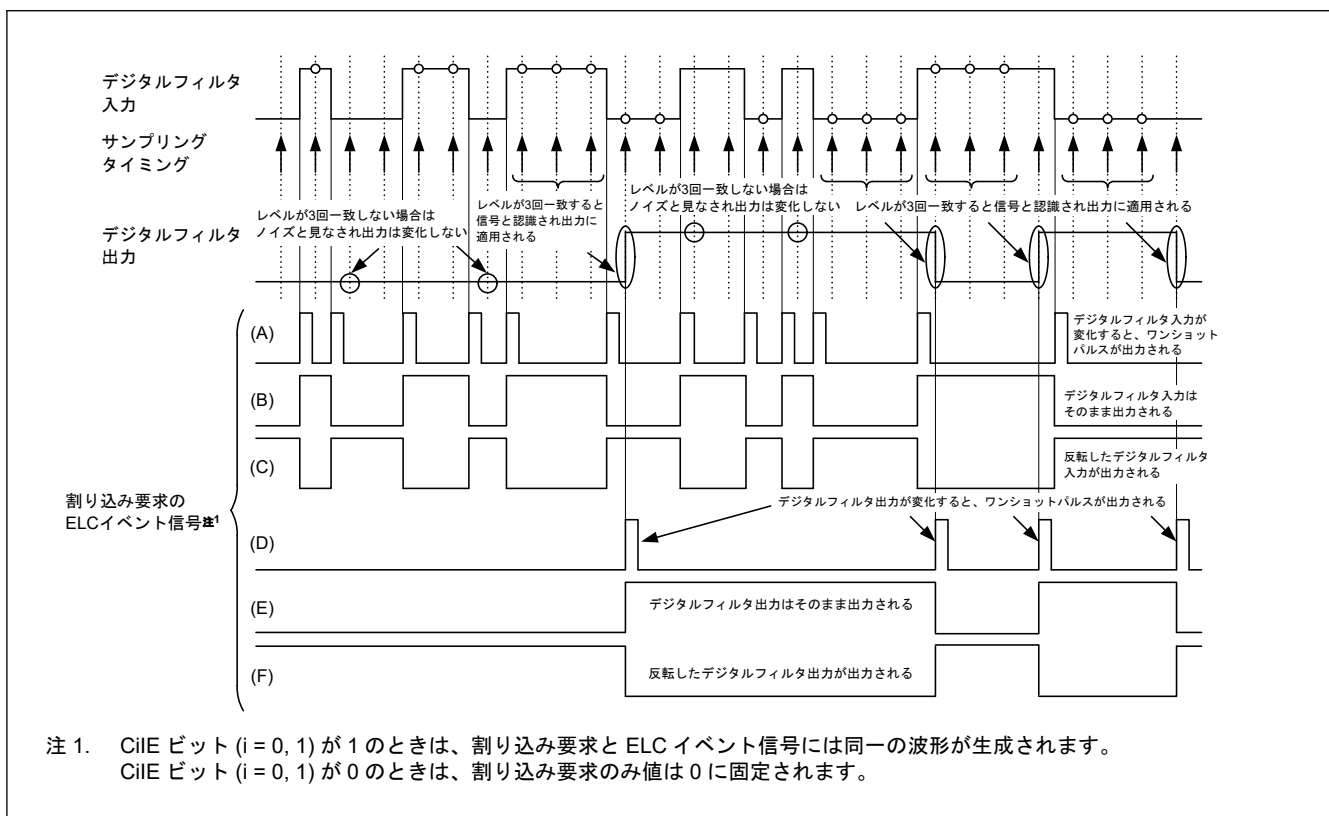 デジタルフィルタ
入力
サンプリング
タイミング
レベルが3回一致しない場合は
ノイズと見なされ出力は変化しない
レベルが3回一致すると
信号と認識され出力に
適用される
レベルが3回一致しない場合は
ノイズと見なされ出力は変化しない
レベルが3回一致すると信号と認識され出力に適用される
デジタルフィルタ
出力
(A)
デジタルフィルタ入力が
変化すると、ワンショット
パルスが出力される
(B)
デジタルフィルタ入力は
そのまま出力される
(C)
反転したデジタルフィルタ
入力が出力される
割り込み要求の
ELCイベント信号注1
デジタルフィルタ出力が変化すると、ワンショットパルスが出力される
(D)
(E)
デジタルフィルタ出力はそのまま出力される
(F)
反転したデジタルフィルタ出力が出力される
注 1. CiIE ビット (i = 0, 1) が 1 のときは、割り込み要求と ELC イベント信号には同一の波形が生成されます。
CiIE ビット (i = 0, 1) が 0 のときは、割り込み要求のみ値は 0 に固定されます。